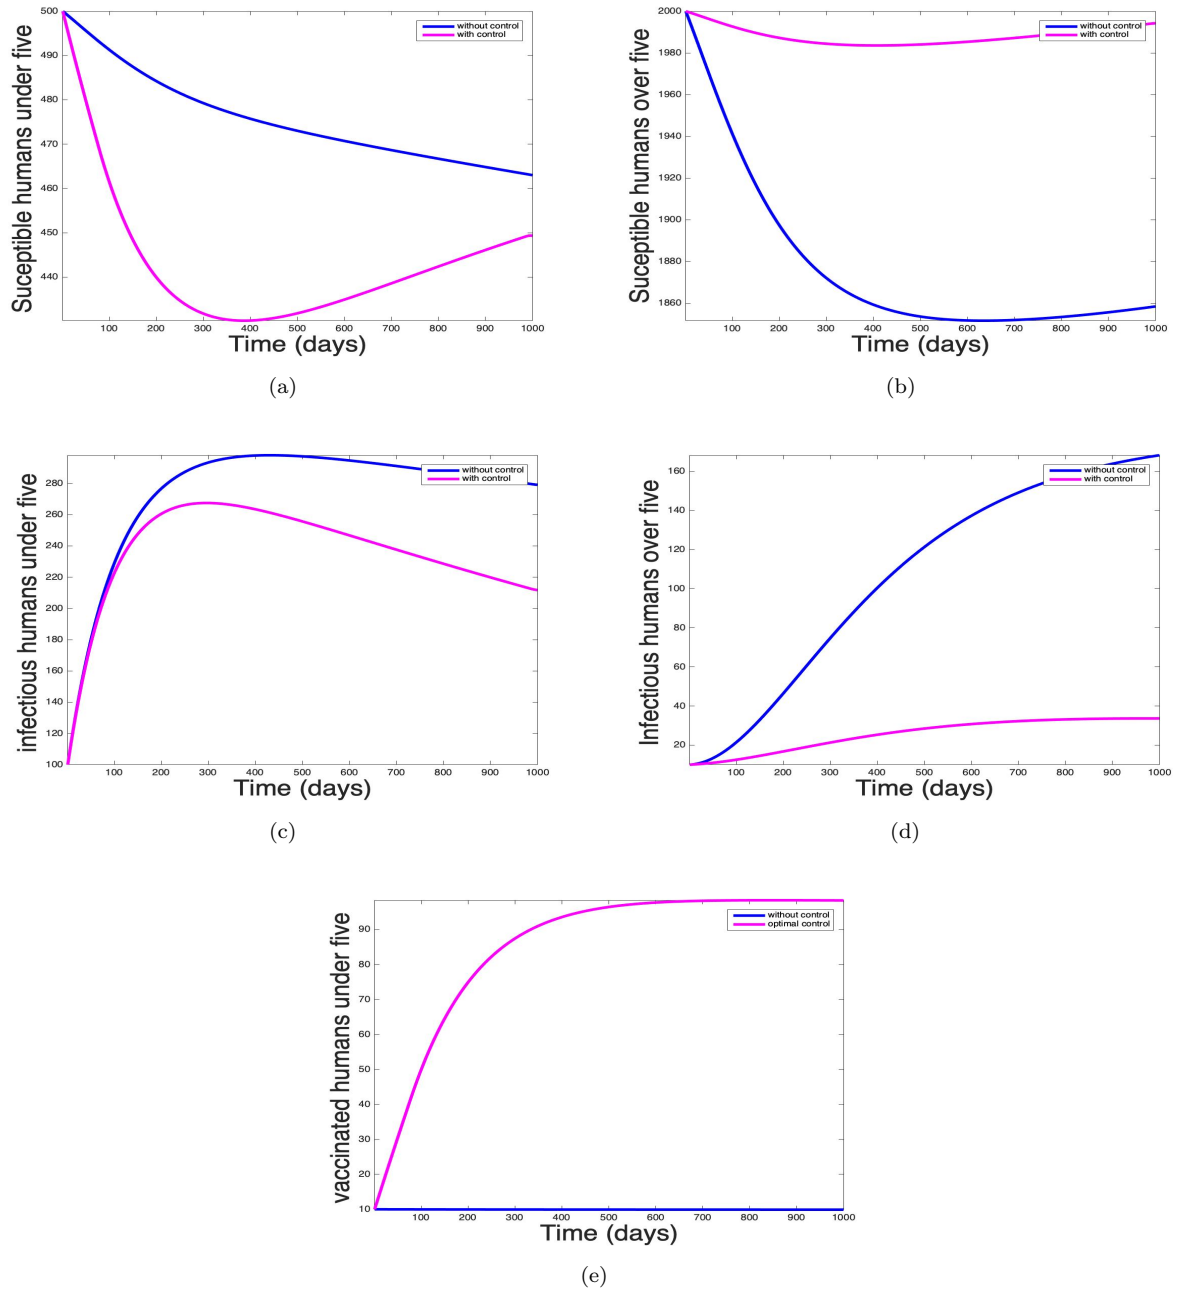 500
490
480
470
460
450
440
Suceptible humans under five
without control
with control
100 200 300 400 500 600 700 800 900 1000
Time (days)
(a)
2000
1980
1960
1940
1920
1900
1880
1860
Suceptible humans over five
without control
with control
100 200 300 400 500 600 700 800 900 1000
Time (days)
(b)
280
260
240
220
200
180
160
140
120
100
infectious humans under five
without control
with control
100 200 300 400 500 600 700 800 900 1000
Time (days)
(c)
160
140
120
100
80
60
40
20
Infectious humans over five
without control
with control
100 200 300 400 500 600 700 800 900 1000
Time (days)
(d)
90
80
70
60
50
40
30
20
10
vaccinated humans under five
without control
optimal control
100 200 300 400 500 600 700 800 900 1000
Time (days)
(e)